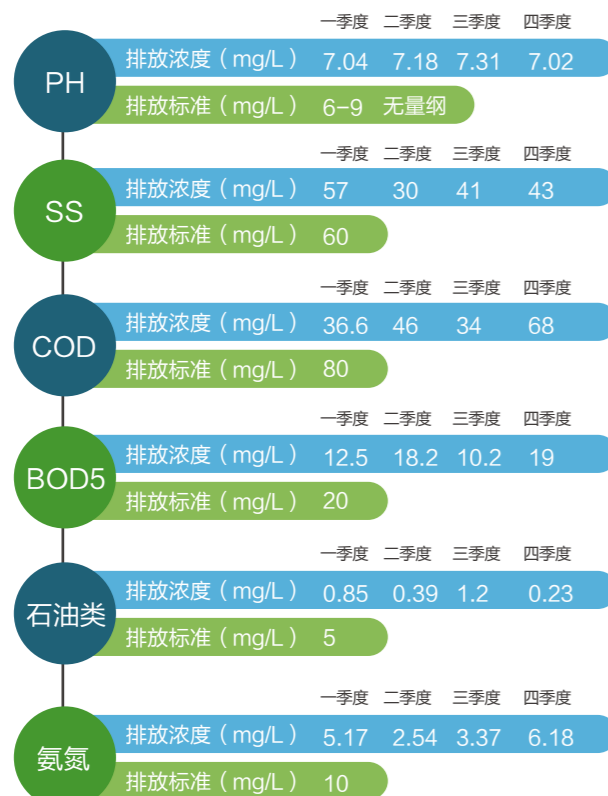 一季度 二季度 三季度 四季度
PH
排放浓度（mg/L） 7.04 7.18 7.31 7.02
排放标准（mg/L） 6-9 无量纲
一季度 二季度 三季度 四季度
SS
排放浓度（mg/L） 57 30 41 43
排放标准（mg/L） 60
一季度 二季度 三季度 四季度
COD
排放浓度（mg/L） 36.6 46 34 68
排放标准（mg/L） 80
一季度 二季度 三季度 四季度
BOD5
排放浓度（mg/L） 12.5 18.2 10.2 19
排放标准（mg/L） 20
一季度 二季度 三季度 四季度
石油类
排放浓度（mg/L） 0.85 0.39 1.2 0.23
排放标准（mg/L） 5
一季度 二季度 三季度 四季度
氨氮
排放浓度（mg/L） 5.17 2.54 3.37 6.18
排放标准（mg/L） 10